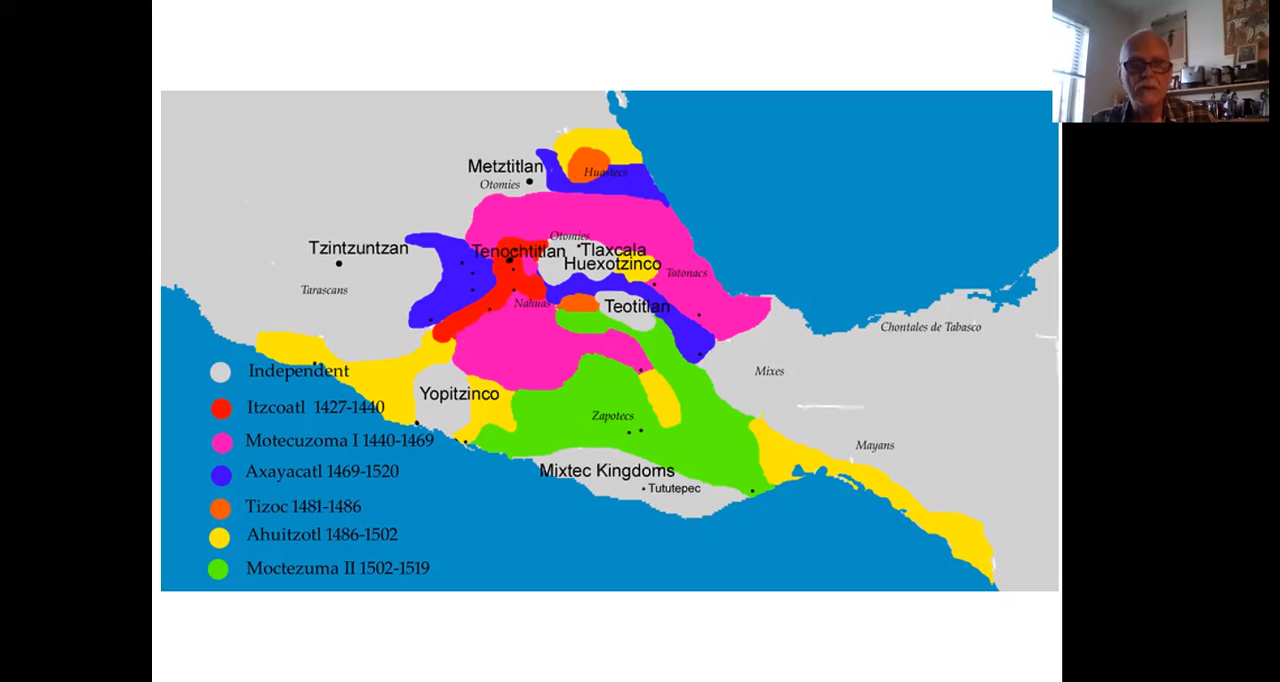 Metztitlan
Otomies
Huastecs
Tzintzuntzan
Tarascans
Otomies
Tenochtitlan
Tlaxcala
Huexotzinco
Totonacs
Nahuas
Teotitlan
Chontales de Tabasco
Mixes
Yopitzinco
Zapotecs
Mayans
Mixtec Kingdoms
Tututepec
Independent
Itzcoatl 1427-1440
Motecuzoma I 1440-1469
Axayacatl 1469-1520
Tizoc 1481-1486
Ahuitzotl 1486-1502
Moctezuma II 1502-1519